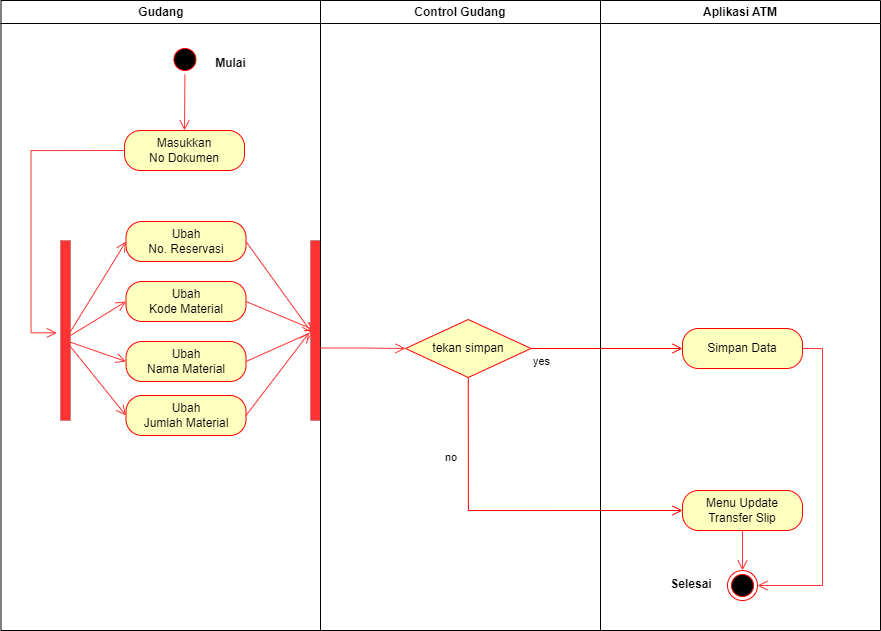 Gudang
Control Gudang
Aplikasi ATM
Mulai
Masukkan
No Dokumen
Ubah
No. Reservasi
Ubah
Kode Material
Ubah
Nama Material
Ubah
Jumlah Material
tekan simpan
yes
no
Simpan Data
Menu Update
Transfer Slip
Selesai